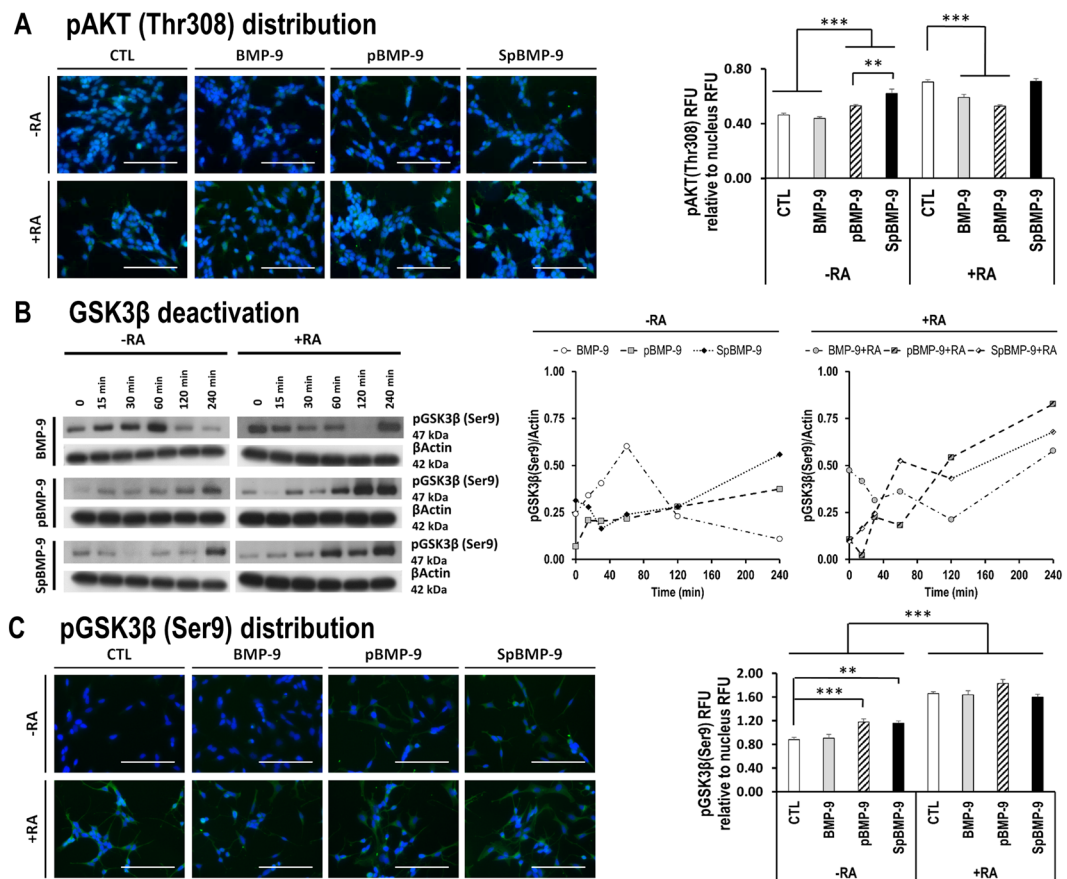 A pAKT (Thr308) distribution
CTL BMP-9 pBMP-9 SpBMP-9
-RA
+RA
pAKT(Thr308) RFU
relative to nucleus RFU
0.80
0.40
0.00
***
**
***
CTL
BMP-9
pBMP-9
SpBMP-9
CTL
BMP-9
pBMP-9
SpBMP-9
-RA +RA
B GSK3β deactivation
-RA +RA
0 15 min 30 min 60 min 120 min 240 min 0 15 min 30 min 60 min 120 min 240 min
BMP-9
pGSK3β (Ser9)
47 kDa
βActin
42 kDa
pBMP-9
pGSK3β (Ser9)
47 kDa
βActin
42 kDa
SpBMP-9
pGSK3β (Ser9)
47 kDa
βActin
42 kDa
-RA
BMP-9 pBMP-9 SpBMP-9
pGSK3β(Ser9)/Actin
1.00
0.75
0.50
0.25
0.00
0 40 80 120 160 200 240
Time (min)
+RA
BMP-9+RA pBMP-9+RA SpBMP-9+RA
pGSK3β(Ser9)/Actin
1.00
0.75
0.50
0.25
0.00
0 40 80 120 160 200 240
Time (min)
C pGSK3β (Ser9) distribution
CTL BMP-9 pBMP-9 SpBMP-9
-RA
+RA
pGSK3β(Ser9) RFU
relative to nucleus RFU
2.00
1.60
1.20
0.80
0.40
0.00
***
**
***
CTL
BMP-9
pBMP-9
SpBMP-9
CTL
BMP-9
pBMP-9
SpBMP-9
-RA +RA